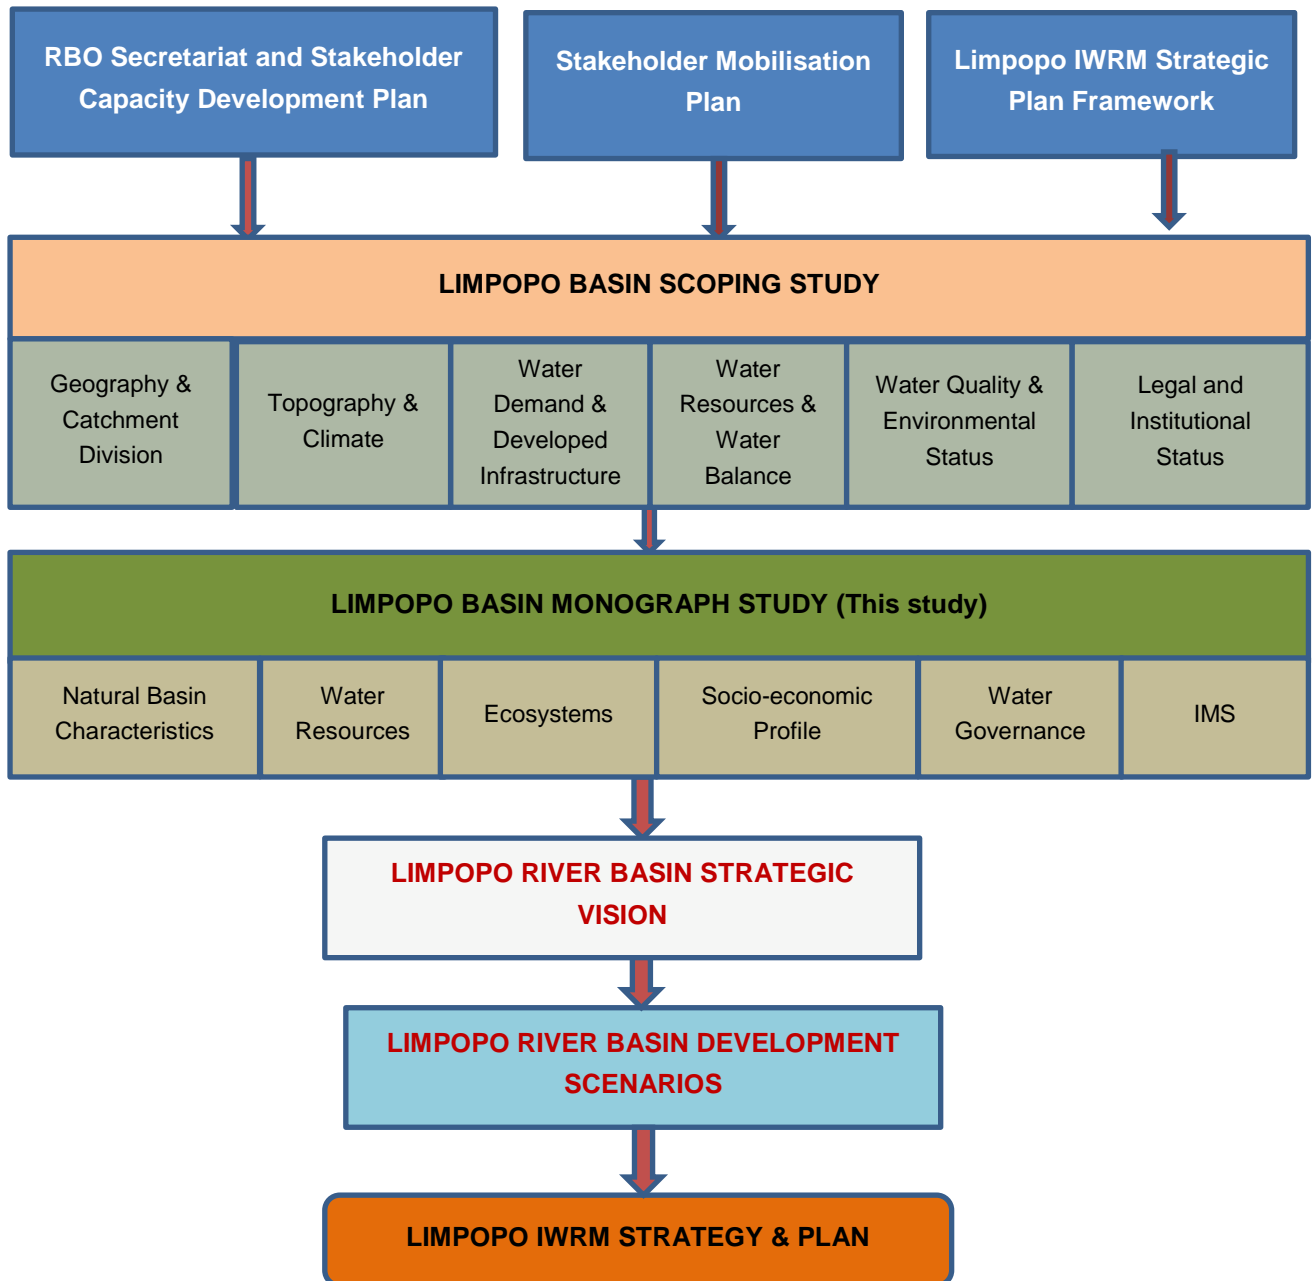 RBO Secretariat and Stakeholder
Capacity Development Plan
Stakeholder Mobilisation
Plan
Limpopo IWRM Strategic
Plan Framework
LIMPOPO BASIN SCOPING STUDY
Geography &
Catchment
Division
Topography &
Climate
Water
Demand &
Developed
Infrastructure
Water
Resources &
Water
Balance
Water Quality &
Environmental
Status
Legal and
Institutional
Status
LIMPOPO BASIN MONOGRAPH STUDY (This study)
Natural Basin
Characteristics
Water
Resources
Ecosystems
Socio-economic
Profile
Water
Governance
IMS
LIMPOPO RIVER BASIN STRATEGIC
VISION
LIMPOPO RIVER BASIN DEVELOPMENT
SCENARIOS
LIMPOPO IWRM STRATEGY & PLAN